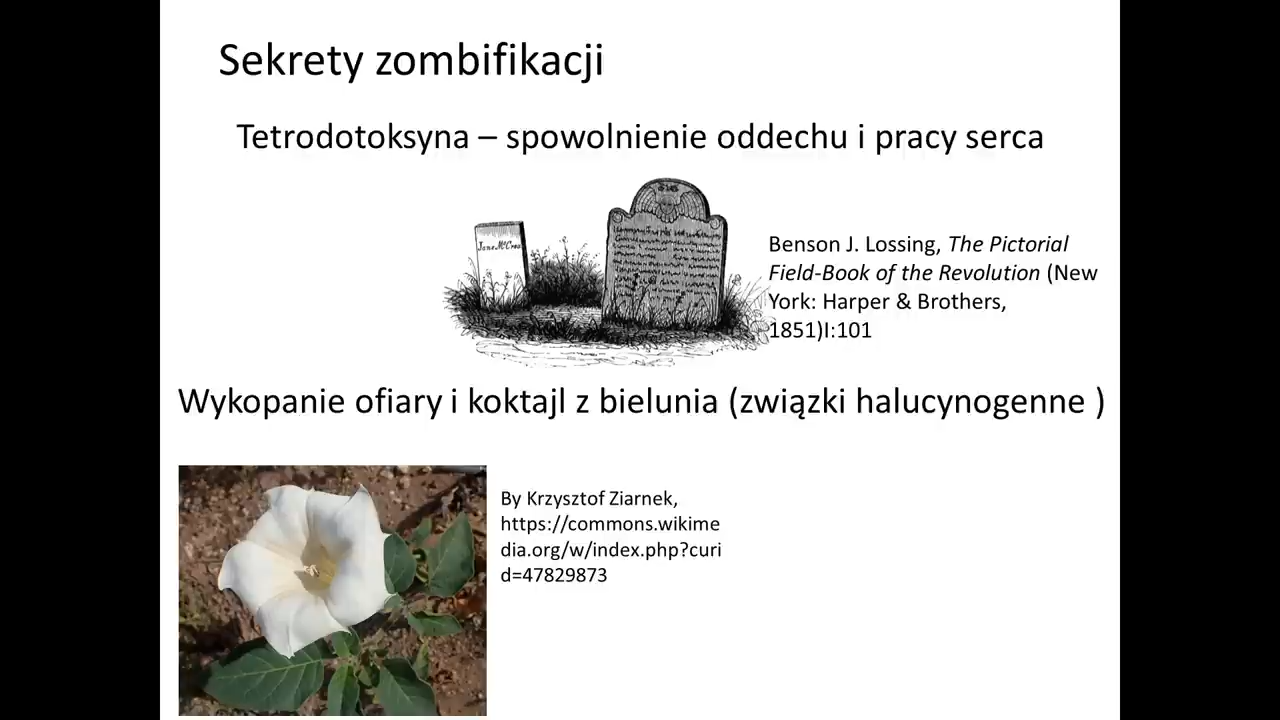 Sekrety zombifikacji
Tetrodotoksyna – spowolnienie oddechu i pracy serca
Jane McCrea
Benson J. Lossing, The Pictorial
Field-Book of the Revolution (New
York: Harper & Brothers,
1851)I:101
Wykopanie ofiary i koktajl z bielunia (związki halucynogenne )
By Krzysztof Ziarnek,
https://commons.wikime
dia.org/w/index.php?curi
d=47829873